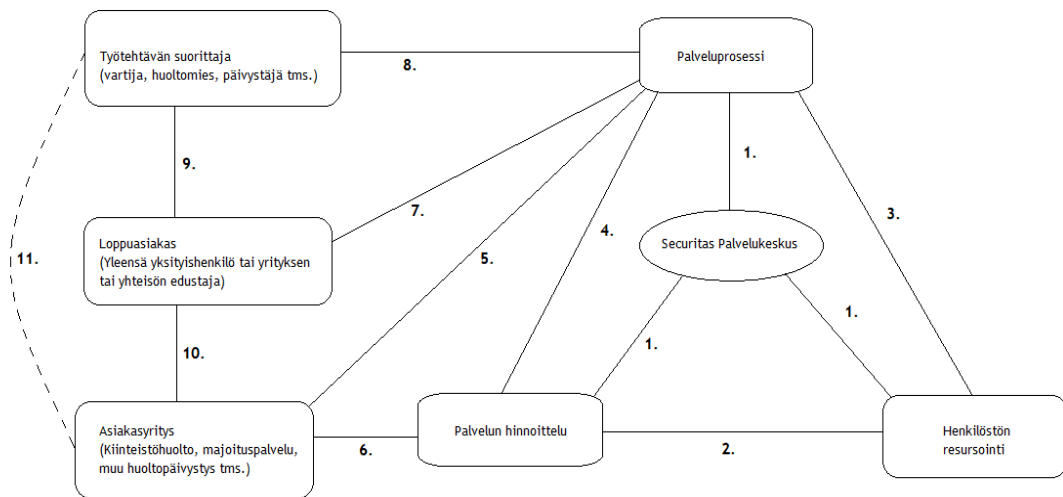 Työtehtävän suorittaja
(vartija, huoltomies, päivystäjä tms.)
8.
Palveluprosessi
9.
1.
7.
3.
4.
Loppuasiakas
(Yleensä yksityishenkilö tai yrityksen
tai yhteisön edustaja)
Securitas Palvelukeskus
11.
5.
10.
1.
1.
Asiakasyritys
(Kiinteistöhuolto, majoituspalvelu,
muu huoltopäivystys tms.)
6.
Palvelun hinnoittelu
2.
Henkilöstön
resursointi